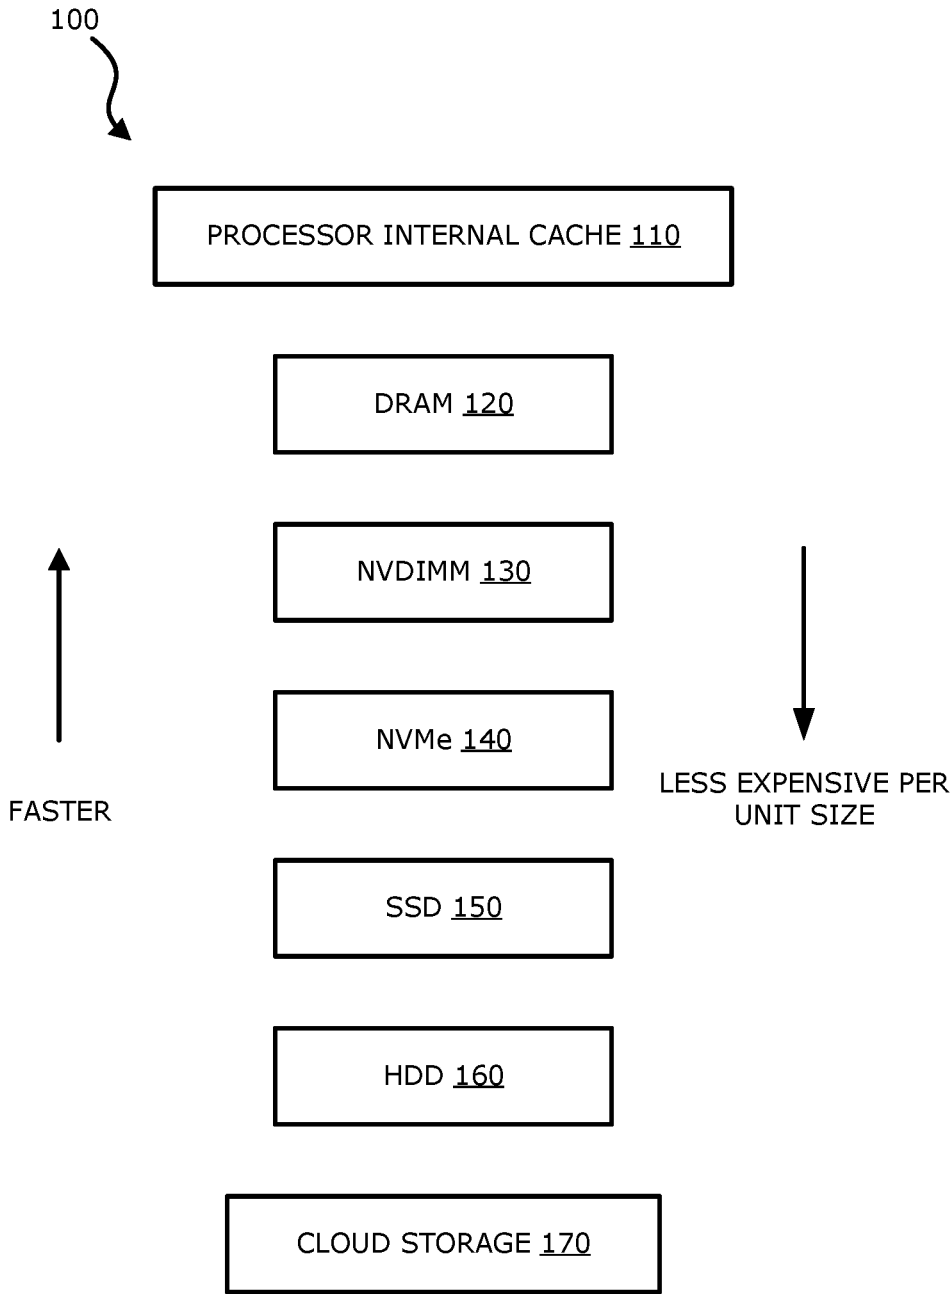 100
PROCESSOR INTERNAL CACHE 110
DRAM 120
NVDIMM 130
NVMe 140
FASTER
LESS EXPENSIVE PER
UNIT SIZE
SSD 150
HDD 160
CLOUD STORAGE 170